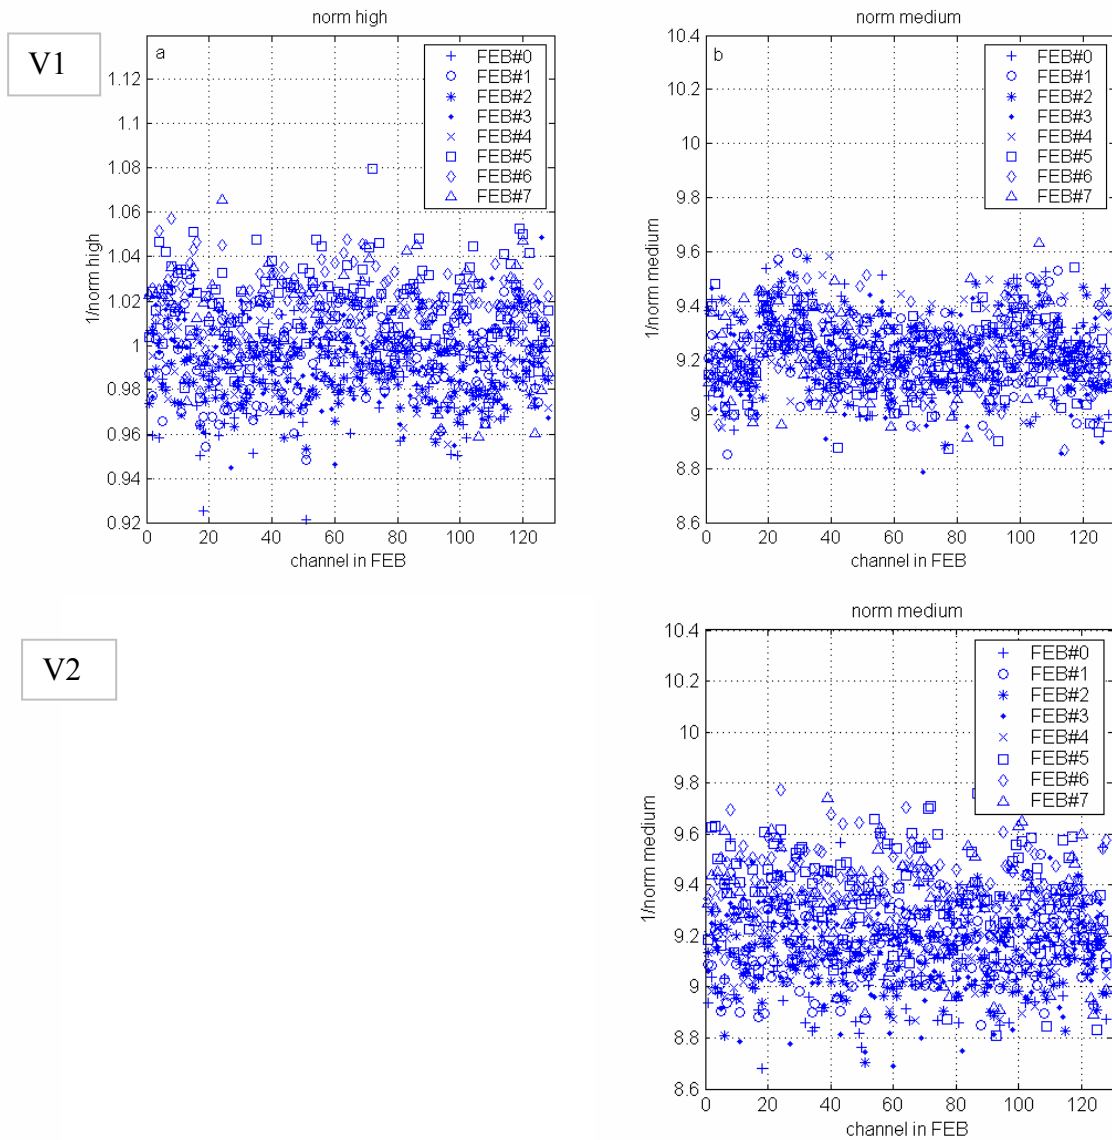 V1
norm high
a
FEB#0
FEB#1
FEB#2
FEB#3
FEB#4
FEB#5
FEB#6
FEB#7
1/norm high
1.12
1.1
1.08
1.06
1.04
1.02
1
0.98
0.96
0.94
0.92
0 20 40 60 80 100 120
channel in FEB
norm medium
b
FEB#0
FEB#1
FEB#2
FEB#3
FEB#4
FEB#5
FEB#6
FEB#7
1/norm medium
10.4
10.2
10
9.8
9.6
9.4
9.2
9
8.8
8.6
0 20 40 60 80 100 120
channel in FEB
V2
norm medium
FEB#0
FEB#1
FEB#2
FEB#3
FEB#4
FEB#5
FEB#6
FEB#7
1/norm medium
10.4
10.2
10
9.8
9.6
9.4
9.2
9
8.8
8.6
0 20 40 60 80 100 120
channel in FEB